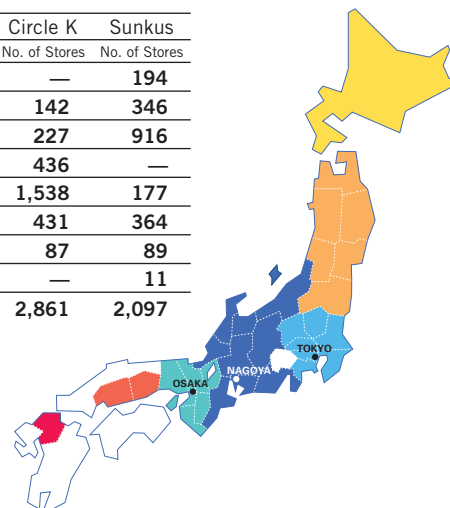 Circle K Sunkus
No. of Stores No. of Stores
— 194
142 346
227 916
436 —
1,538 177
431 364
87 89
— 11
2,861 2,097
TOKYO
NAGOYA
OSAKA